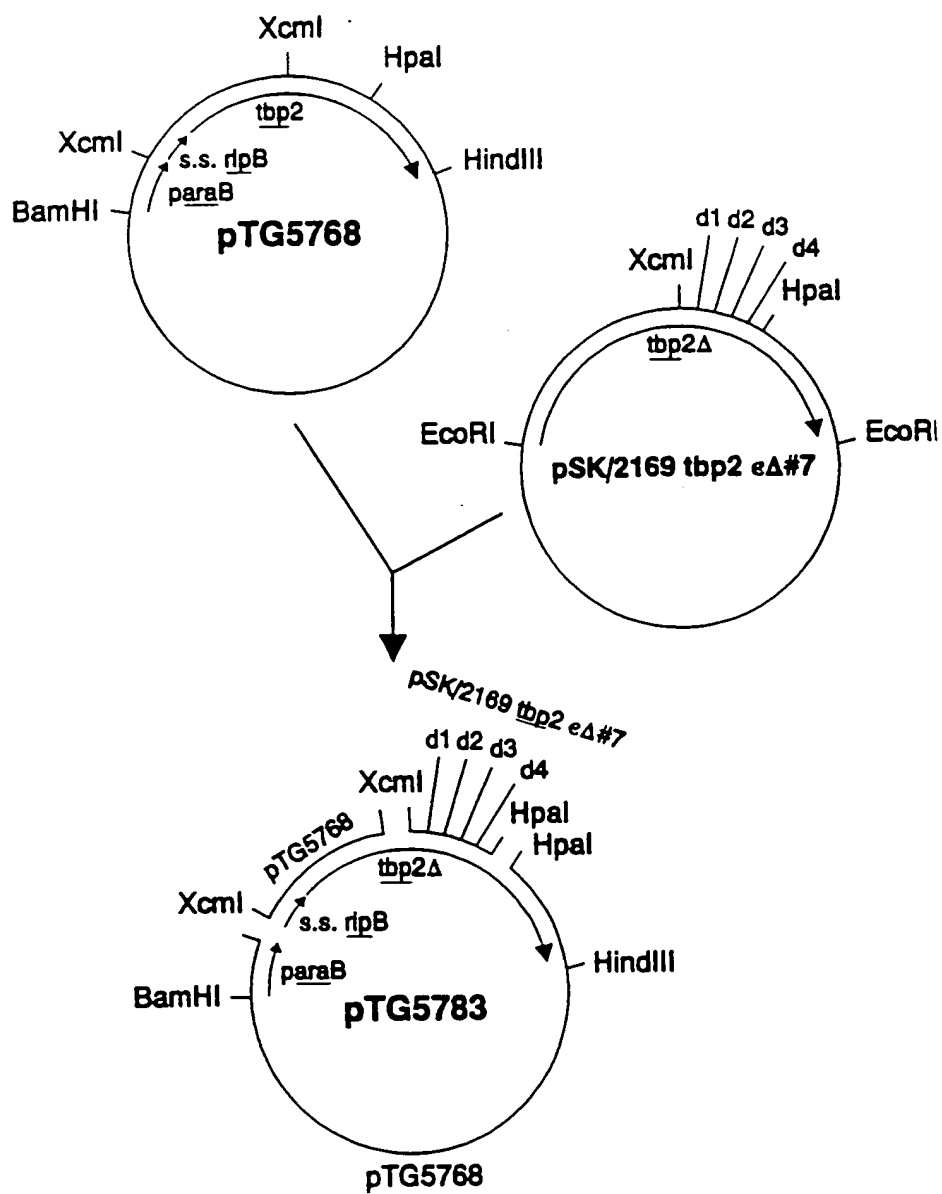 XcmI
HpaI
tbp2
XcmI
s.s. rlpB
HindIII
paraB
BamHI
pTG5768
d1 d2 d3
d4
XcmI
HpaI
tbp2Δ
EcoRI
EcoRI
pSK/2169 tbp2 eΔ#7
pSK/2169 tbp2 eΔ#7
d1 d2 d3
d4
XcmI
HpaI
pTG5768
HpaI
tbp2Δ
XcmI
s.s. rlpB
paraB
HindIII
BamHI
pTG5783
pTG5768